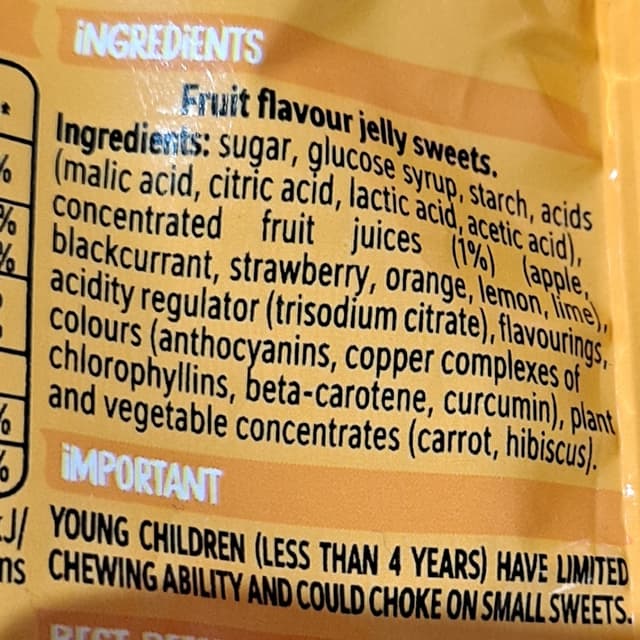 INGREDIENTS
Fruit flavour jelly sweets.
Ingredients: sugar, glucose syrup, starch, acids
(malic acid, citric acid, lactic acid, acetic acid),
concentrated fruit juices (1%) (apple,
blackcurrant, strawberry, orange, lemon, lime),
acidity regulator (trisodium citrate), flavourings,
colours (anthocyanins, copper complexes of
chlorophyllins, beta-carotene, curcumin), plant
and vegetable concentrates (carrot, hibiscus).
IMPORTANT
YOUNG CHILDREN (LESS THAN 4 YEARS) HAVE LIMITED
CHEWING ABILITY AND COULD CHOKE ON SMALL SWEETS.